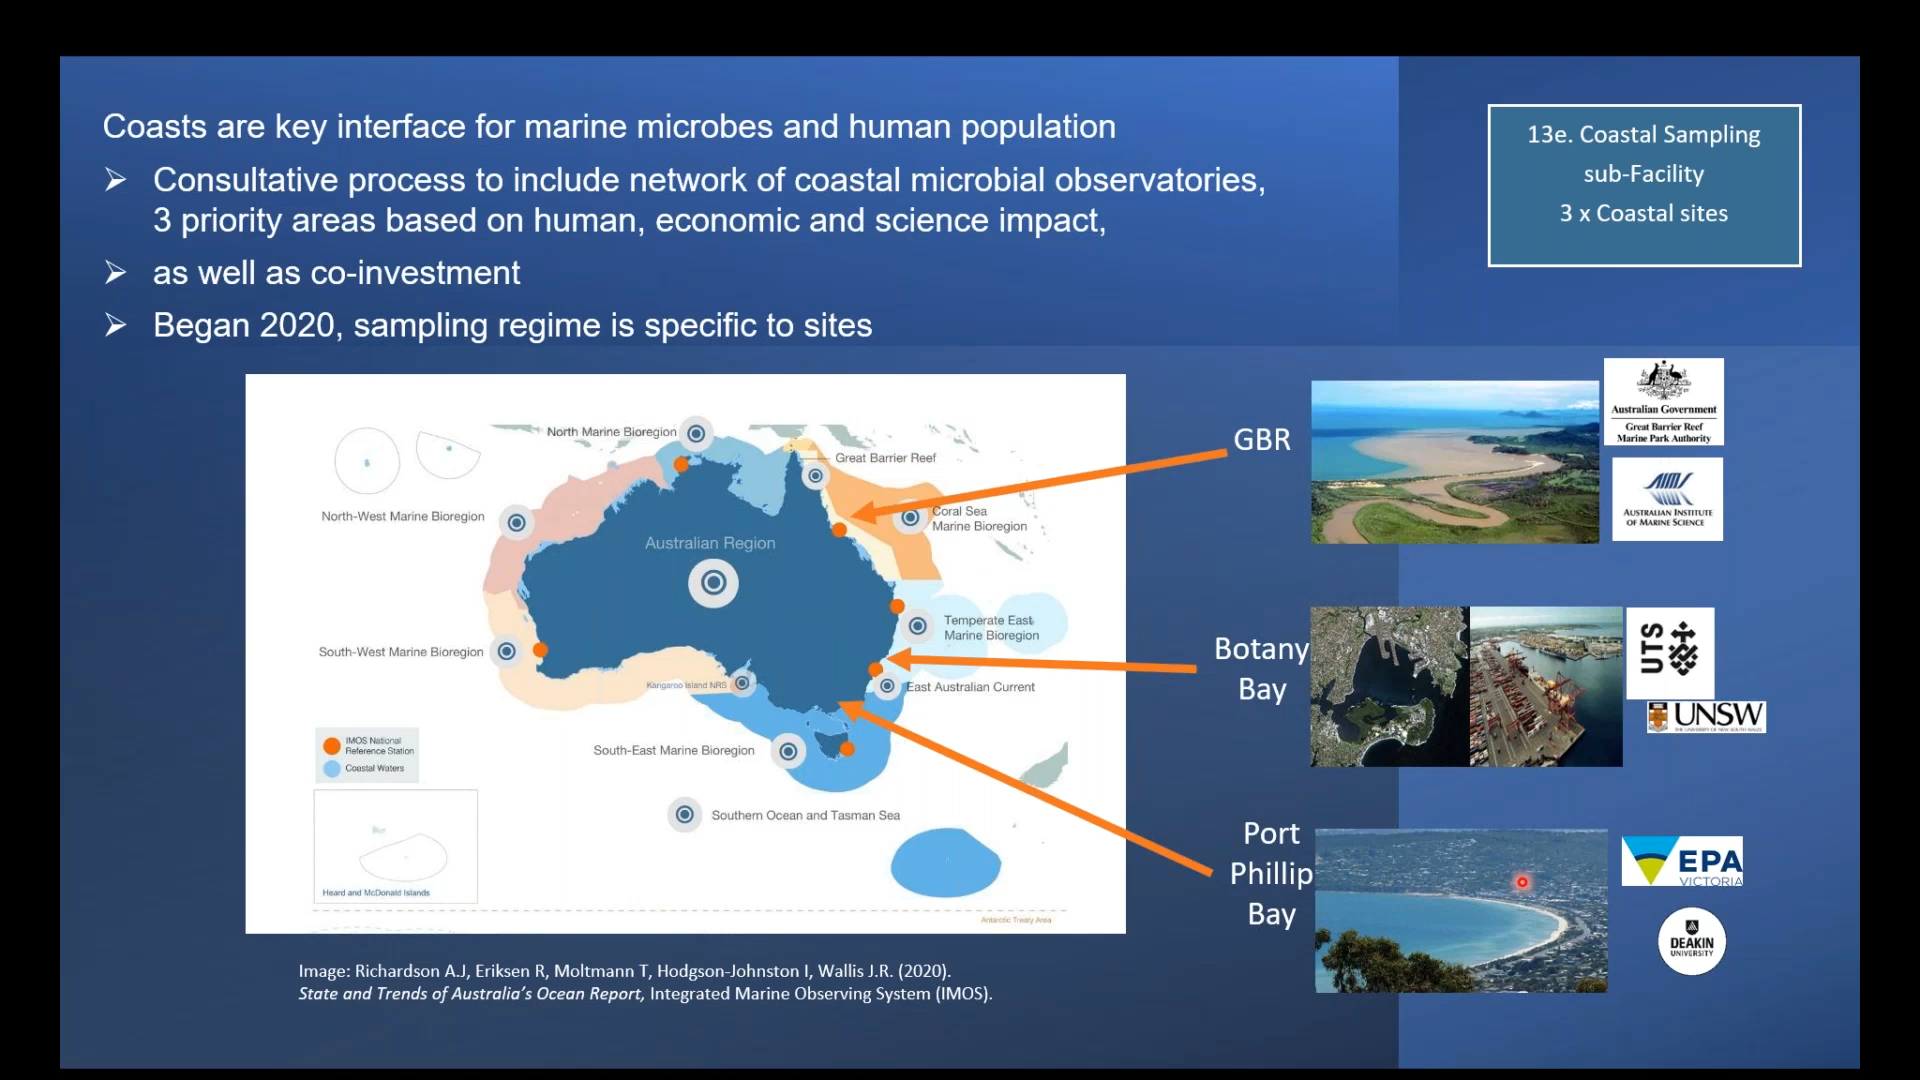 Coasts are key interface for marine microbes and human population
➢ Consultative process to include network of coastal microbial observatories,
3 priority areas based on human, economic and science impact,
➢ as well as co-investment
➢ Began 2020, sampling regime is specific to sites
13e. Coastal Sampling
sub-Facility
3 x Coastal sites
North Marine Bioregion
Great Barrier Reef
North-West Marine Bioregion
Coral Sea
Marine Bioregion
Australian Region
Temperate East
Marine Bioregion
South-West Marine Bioregion
Kangaroo Island NRS
East Australian Current
South-East Marine Bioregion
Southern Ocean and Tasman Sea
IMOS National
Reference Station
Coastal Waters
Heard and McDonald Islands
Antarctic Treaty Area
GBR
Australian Government
Great Barrier Reef
Marine Park Authority
AIMS
AUSTRALIAN INSTITUTE
OF MARINE SCIENCE
Botany
Bay
UTS
UNSW
THE UNIVERSITY OF NEW SOUTH WALES
Port
Phillip
Bay
EPA
VICTORIA
DEAKIN
UNIVERSITY
Image: Richardson A.J, Eriksen R, Moltmann T, Hodgson-Johnston I, Wallis J.R. (2020).
State and Trends of Australia’s Ocean Report, Integrated Marine Observing System (IMOS).